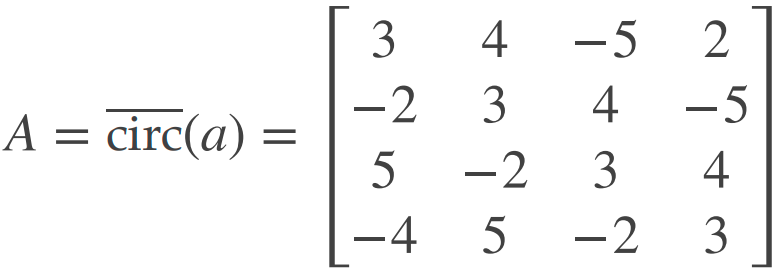 3 4 −5 2
−2 3 4 −5
A = \overline{circ}(a) =
5 −2 3 4
−4 5 −2 3